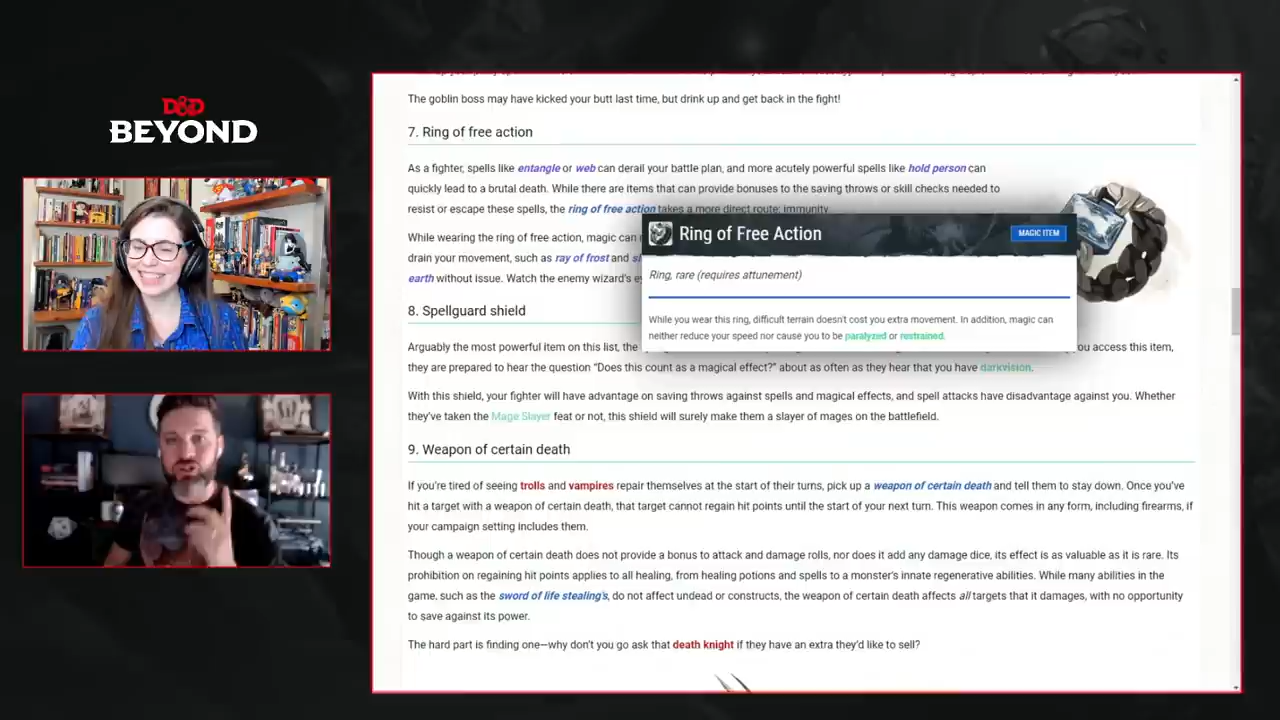 D&D
BEYOND
The goblin boss may have kicked your butt last time, but drink up and get back in the fight!
7. Ring of free action
As a fighter, spells like entangle or web can derail your battle plan, and more acutely powerful spells like hold person can
quickly lead to a brutal death. While there are items that can provide bonuses to the saving throws or skill checks needed to
resist or escape these spells, the ring of free action takes a more direct route: immunity.
While wearing the ring of free action, magic can
drain your movement, such as ray of frost and
earth without issue. Watch the enemy wizard's
Ring of Free Action
MAGIC ITEM
Ring, rare (requires attunement)
While you wear this ring, difficult terrain doesn't cost you extra movement. In addition, magic can
neither reduce your speed nor cause you to be paralyzed or restrained.
8. Spellguard shield
Arguably the most powerful item on this list, the you access this item,
they are prepared to hear the question "Does this count as a magical effect?" about as often as they hear that you have darkvision.
With this shield, your fighter will have advantage on saving throws against spells and magical effects, and spell attacks have disadvantage against you. Whether
they've taken the Mage Slayer feat or not, this shield will surely make them a slayer of mages on the battlefield.
9. Weapon of certain death
If you're tired of seeing trolls and vampires repair themselves at the start of their turns, pick up a weapon of certain death and tell them to stay down. Once you've
hit a target with a weapon of certain death, that target cannot regain hit points until the start of your next turn. This weapon comes in any form, including firearms, if
your campaign setting includes them.
Though a weapon of certain death does not provide a bonus to attack and damage rolls, nor does it add any damage dice, its effect is as valuable as it is rare. Its
prohibition on regaining hit points applies to all healing, from healing potions and spells to a monster's innate regenerative abilities. While many abilities in the
game, such as the sword of life stealing's, do not affect undead or constructs, the weapon of certain death affects all targets that it damages, with no opportunity
to save against its power.
The hard part is finding one—why don't you go ask that death knight if they have an extra they'd like to sell?